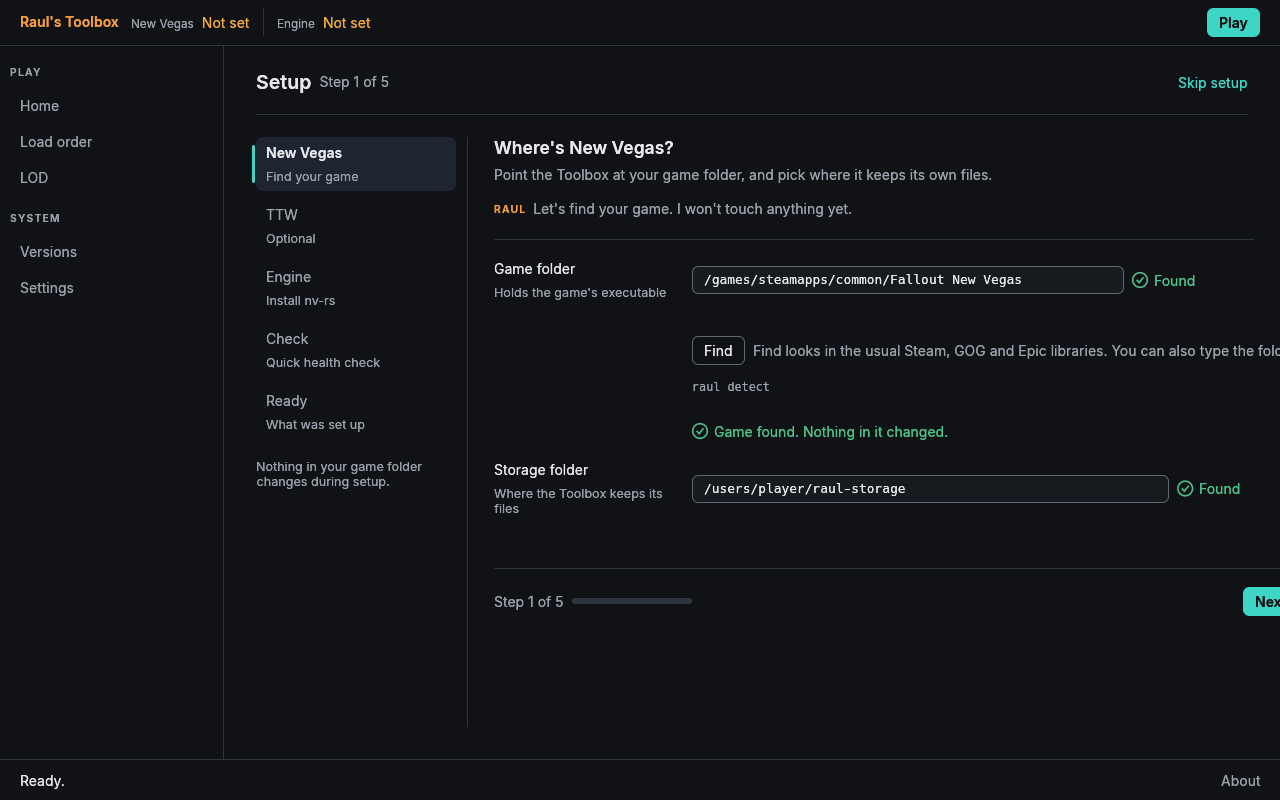 Raul's Toolbox New Vegas Not set Engine Not set Play
PLAY
Home
Load order
LOD
SYSTEM
Versions
Settings
Setup Step 1 of 5 Skip setup
New Vegas
Find your game
TTW
Optional
Engine
Install nv-rs
Check
Quick health check
Ready
What was set up
Nothing in your game folder
changes during setup.
Where's New Vegas?
Point the Toolbox at your game folder, and pick where it keeps its own files.
RAUL Let's find your game. I won't touch anything yet.
Game folder
Holds the game's executable
/games/steamapps/common/Fallout New Vegas Found
Find Find looks in the usual Steam, GOG and Epic libraries. You can also type the
raul detect
Game found. Nothing in it changed.
Storage folder
Where the Toolbox keeps its
files
/users/player/raul-storage Found
Step 1 of 5
Ready. About